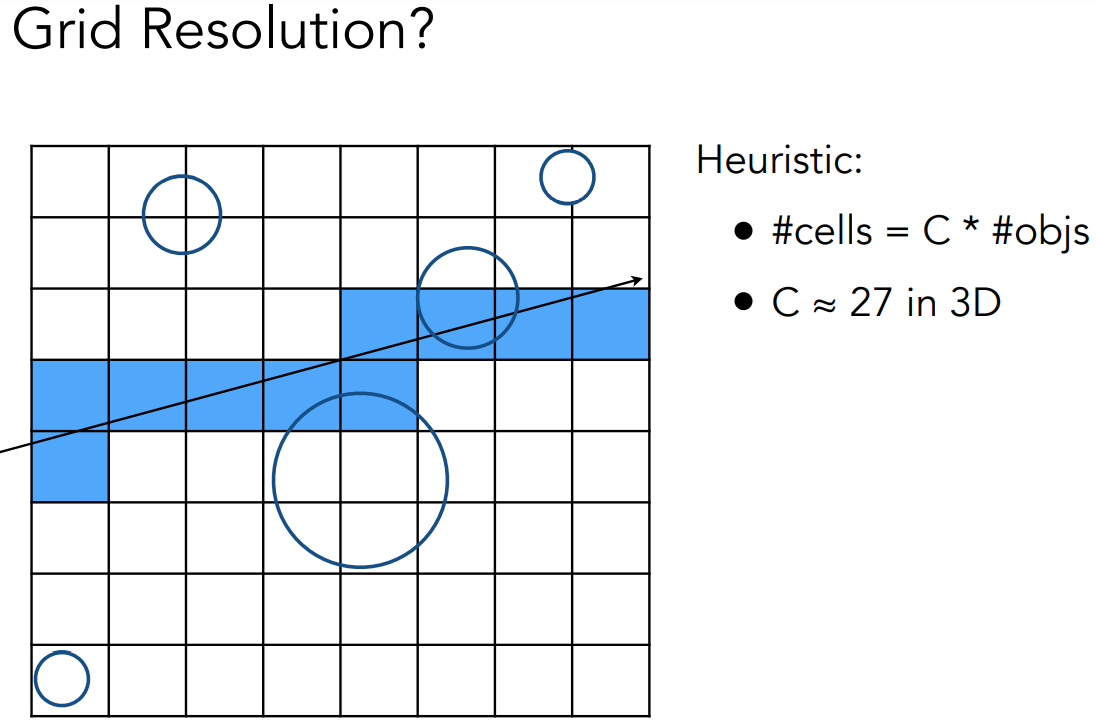 Grid Resolution?
Heuristic:
● #cells = C * #objs
● C ≈ 27 in 3D